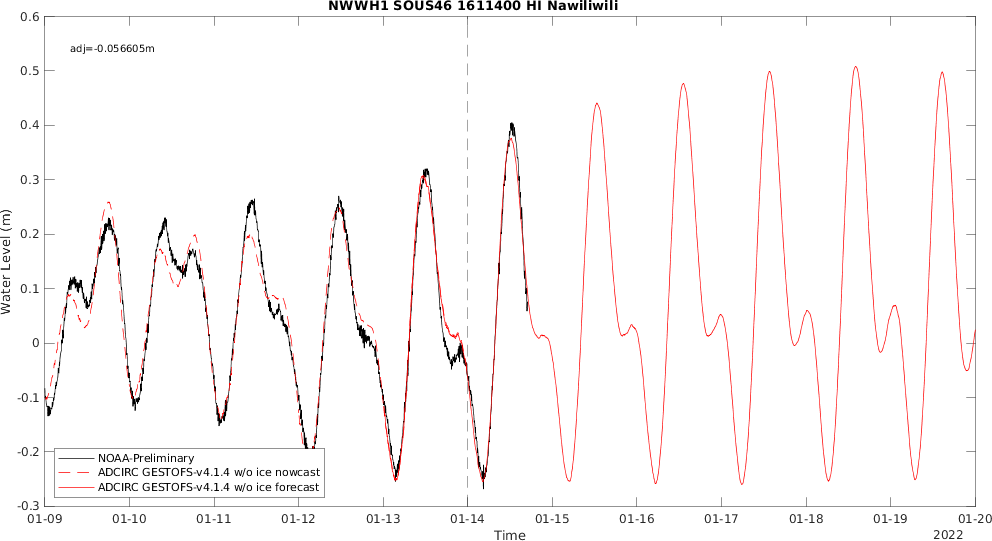 NWWH1 SOUS46 1611400 HI Nawiliwili
adj=-0.056605m
0.6
0.5
0.4
0.3
0.2
0.1
0
-0.1
-0.2
-0.3
Water Level (m)
NOAA-Preliminary
ADCIRC GESTOFS-v4.1.4 w/o ice nowcast
ADCIRC GESTOFS-v4.1.4 w/o ice forecast
01-09 01-10 01-11 01-12 01-13 01-14 01-15 01-16 01-17 01-18 01-19 01-20
Time
2022